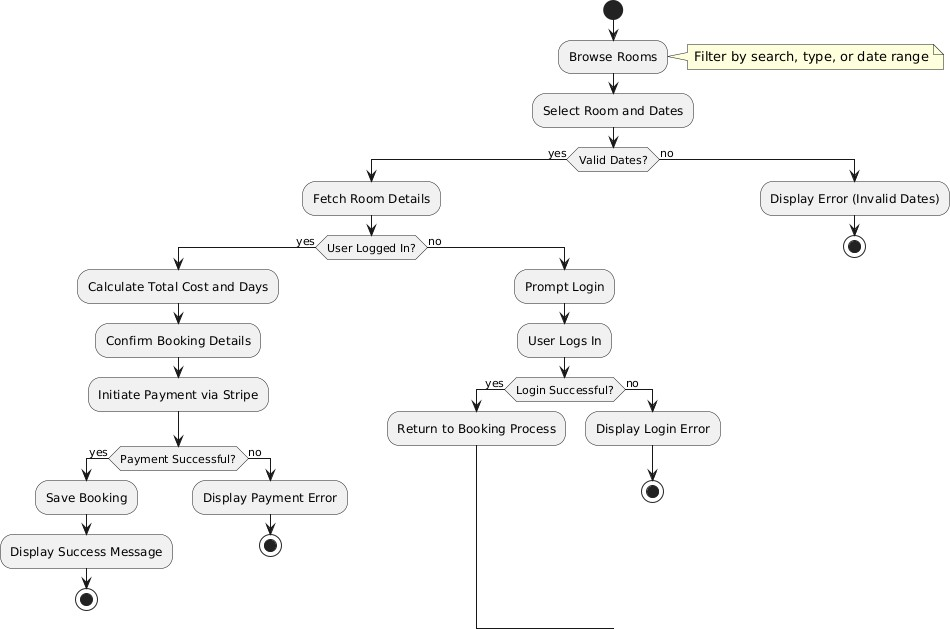 Browse Rooms
Filter by search, type, or date range
Select Room and Dates
yes
Valid Dates?
no
Fetch Room Details
Display Error (Invalid Dates)
yes
User Logged In?
no
Calculate Total Cost and Days
Prompt Login
Confirm Booking Details
User Logs In
Initiate Payment via Stripe
yes
Login Successful?
no
Return to Booking Process
Display Login Error
yes
Payment Successful?
no
Save Booking
Display Payment Error
Display Success Message